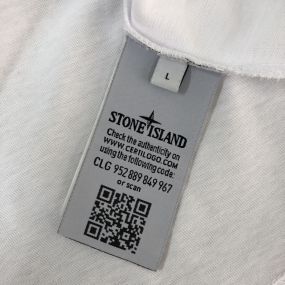 L
STONE ISLAND
Check the authenticity on
WWW.CERTILOGO.COM
using the following code:
CLG 952 889 849 967
or scan